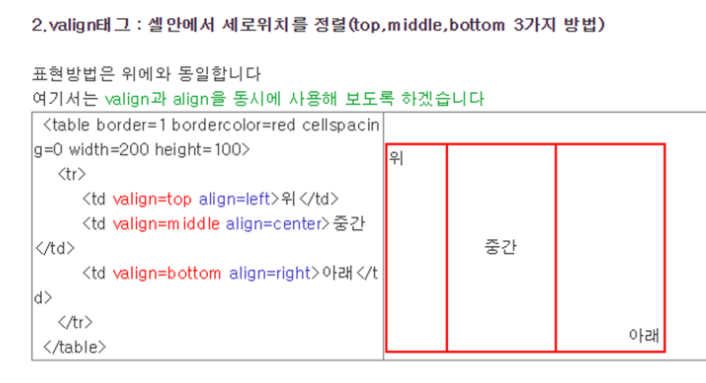 2.valign태그 : 셀안에서 세로위치를 정렬(top,middle,bottom 3가지 방법)
표현방법은 위에와 동일합니다
여기서는 valign과 align을 동시에 사용해 보도록 하겠습니다
<table border=1 bordercolor=red cellspacin
g=0 width=200 height=100>
<tr>
<td valign=top align=left>위</td>
<td valign=middle align=center>중간
</td>
<td valign=bottom align=right>아래</t
d>
</tr>
</table>
위
중간
아래